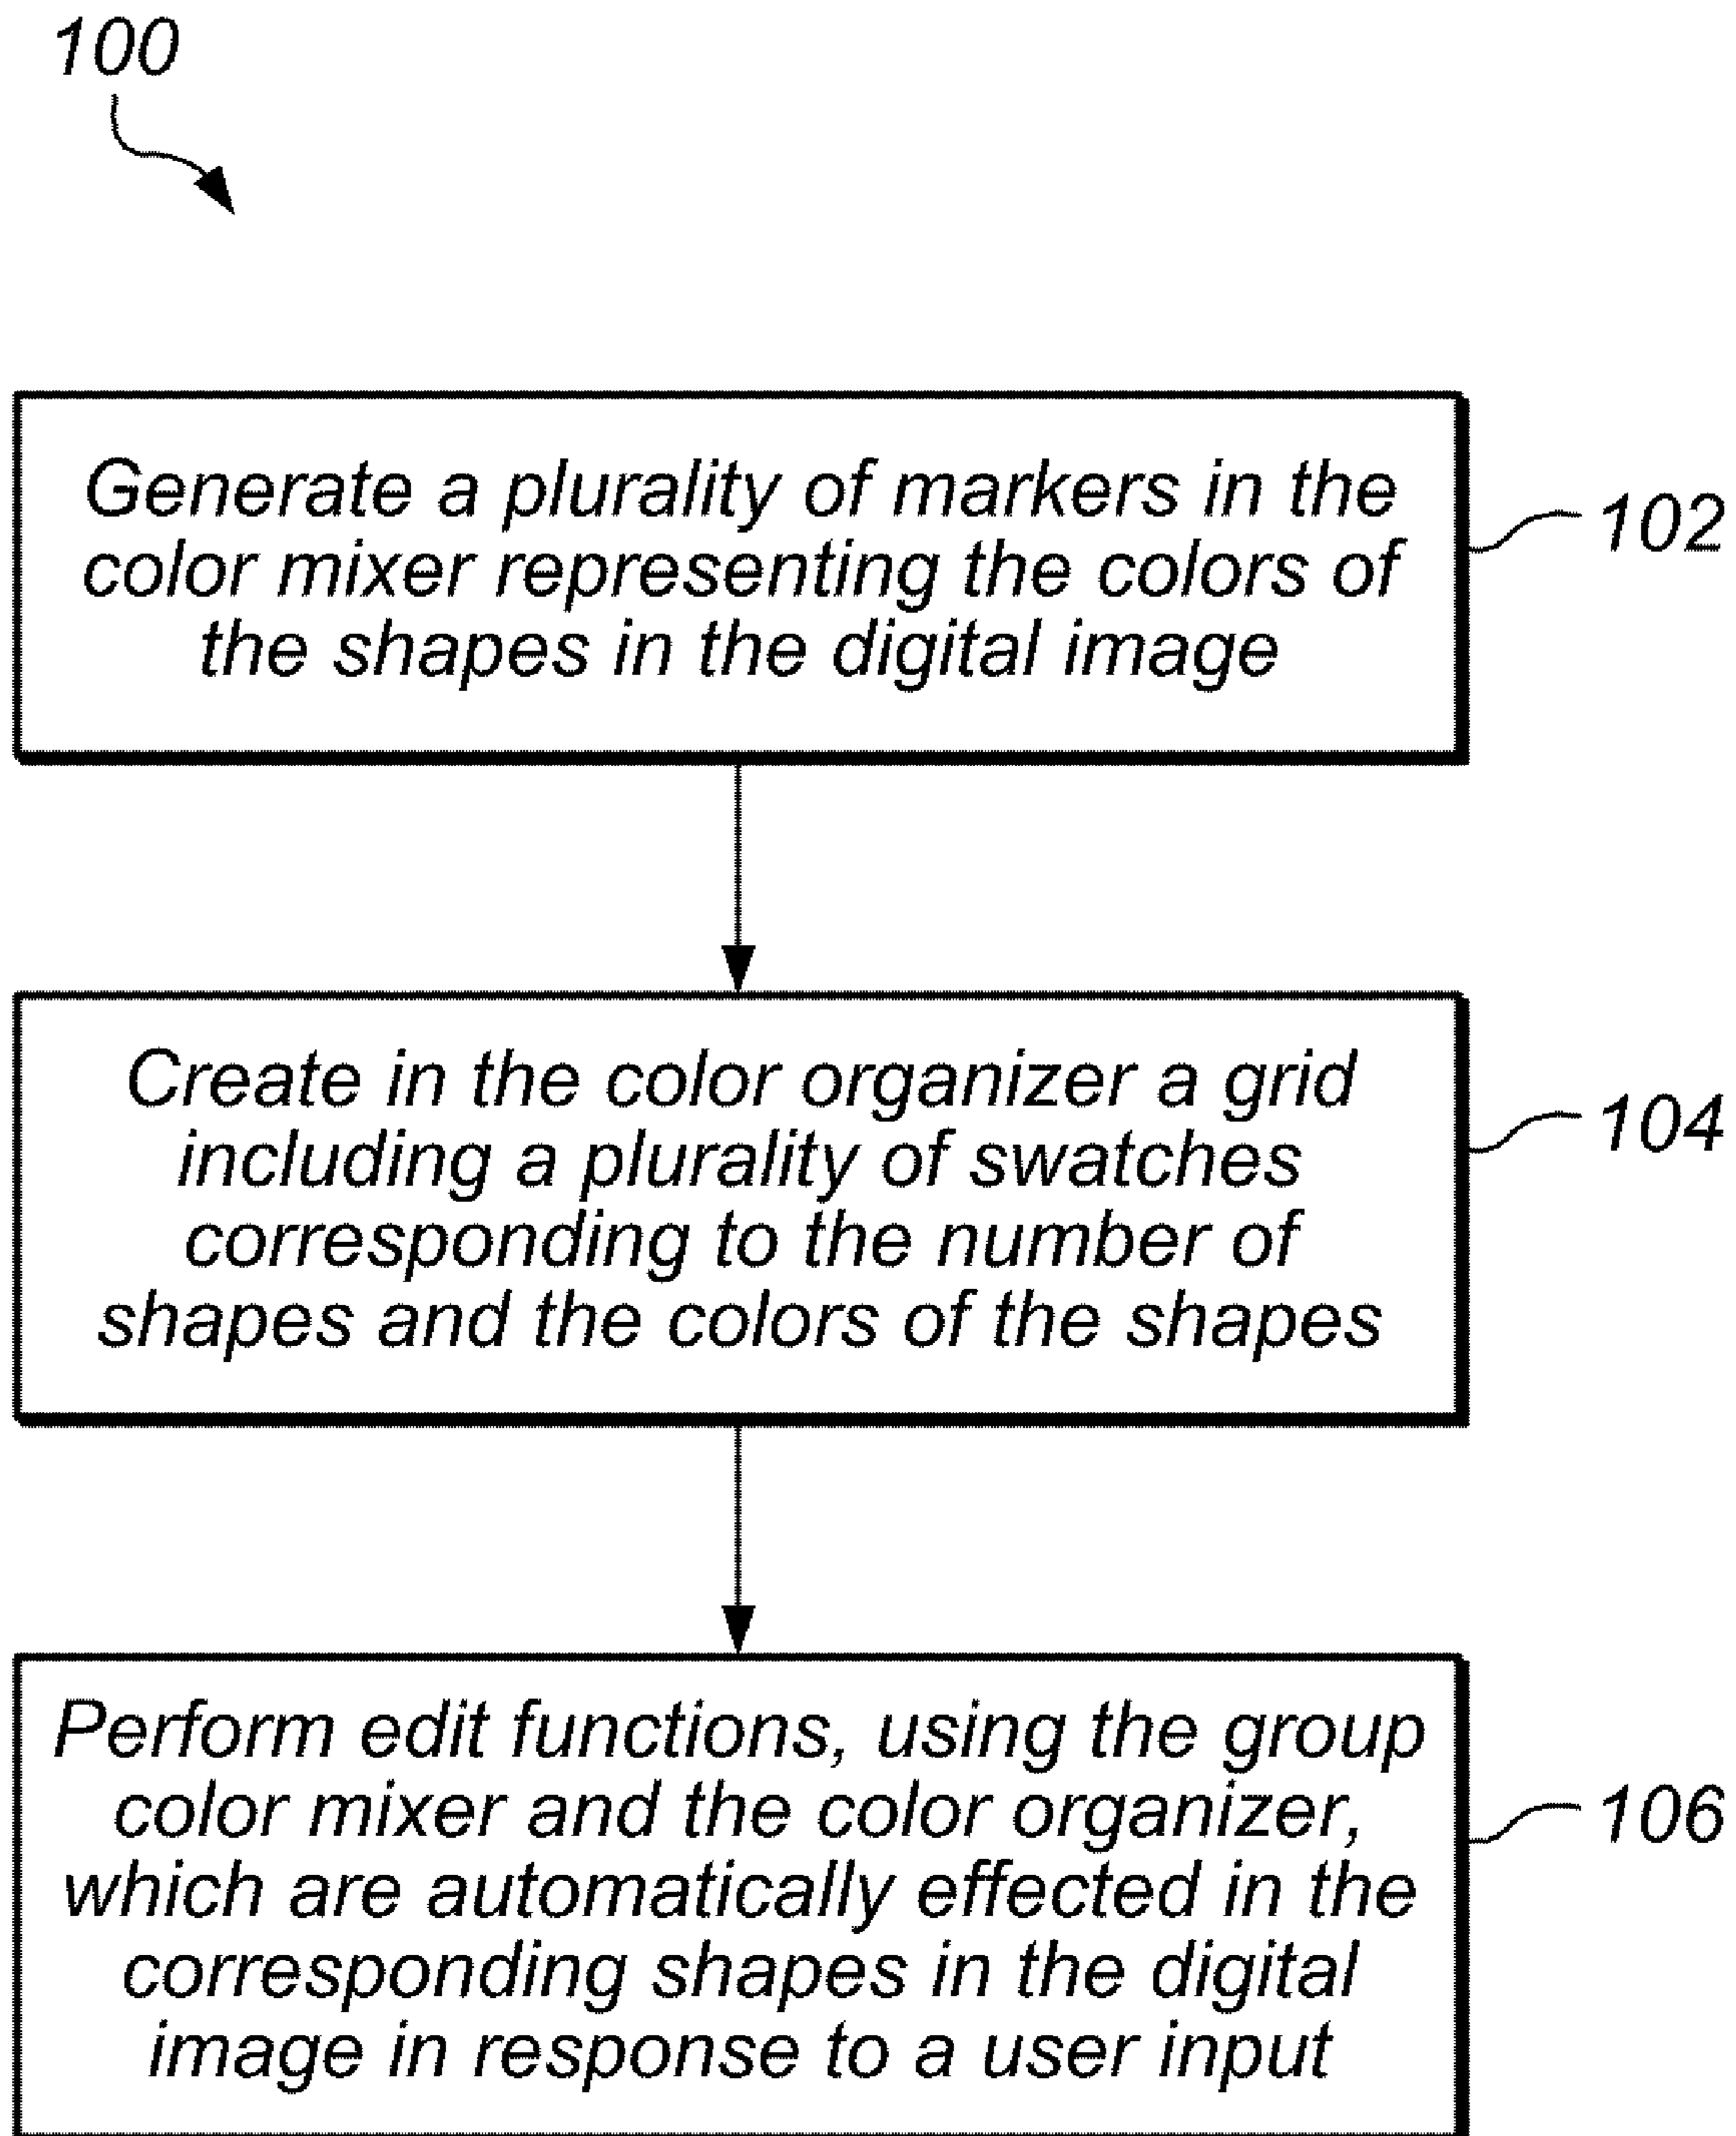 100
Generate a plurality of markers in the
color mixer representing the colors of
the shapes in the digital image
102
Create in the color organizer a grid
including a plurality of swatches
corresponding to the number of
shapes and the colors of the shapes
104
Perform edit functions, using the group
color mixer and the color organizer,
which are automatically effected in the
corresponding shapes in the digital
image in response to a user input
106